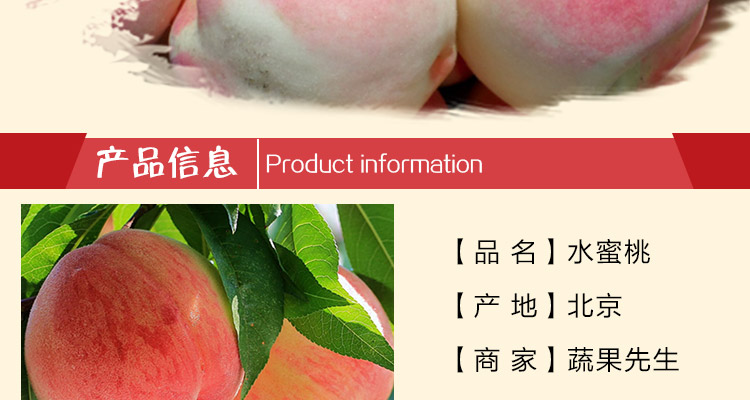 产品信息 Product information
【品 名】水蜜桃
【产 地】北京
【商 家】蔬果先生